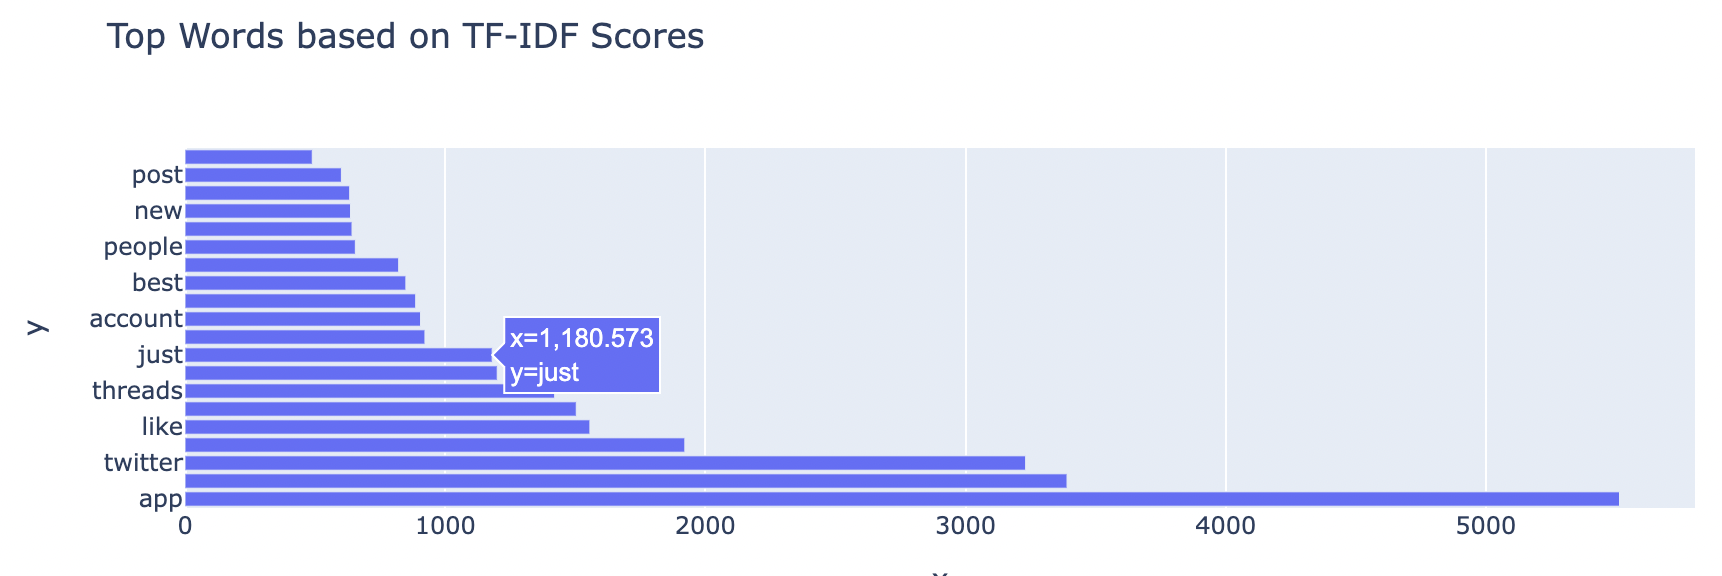 Top Words based on TF-IDF Scores
post
new
people
best
account
just
threads
like
twitter
app
y
x=1,180.573
y=just
0 1000 2000 3000 4000 5000